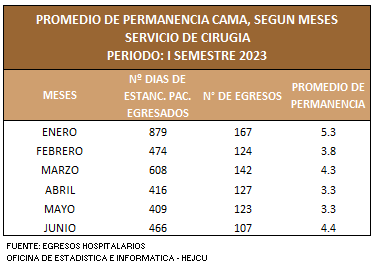 PROMEDIO DE PERMANENCIA CAMA, SEGUN MESES
SERVICIO DE CIRUGIA
PERIODO: I SEMESTRE 2023
MESES Nº DIAS DE ESTANC. PAC. EGRESADOS N° DE EGRESOS PROMEDIO DE PERMANENCIA
ENERO 879 167 5.3
FEBRERO 474 124 3.8
MARZO 608 142 4.3
ABRIL 416 127 3.3
MAYO 409 123 3.3
JUNIO 466 107 4.4
FUENTE: EGRESOS HOSPITALARIOS
OFICINA DE ESTADISTICA E INFORMATICA - HEJCU